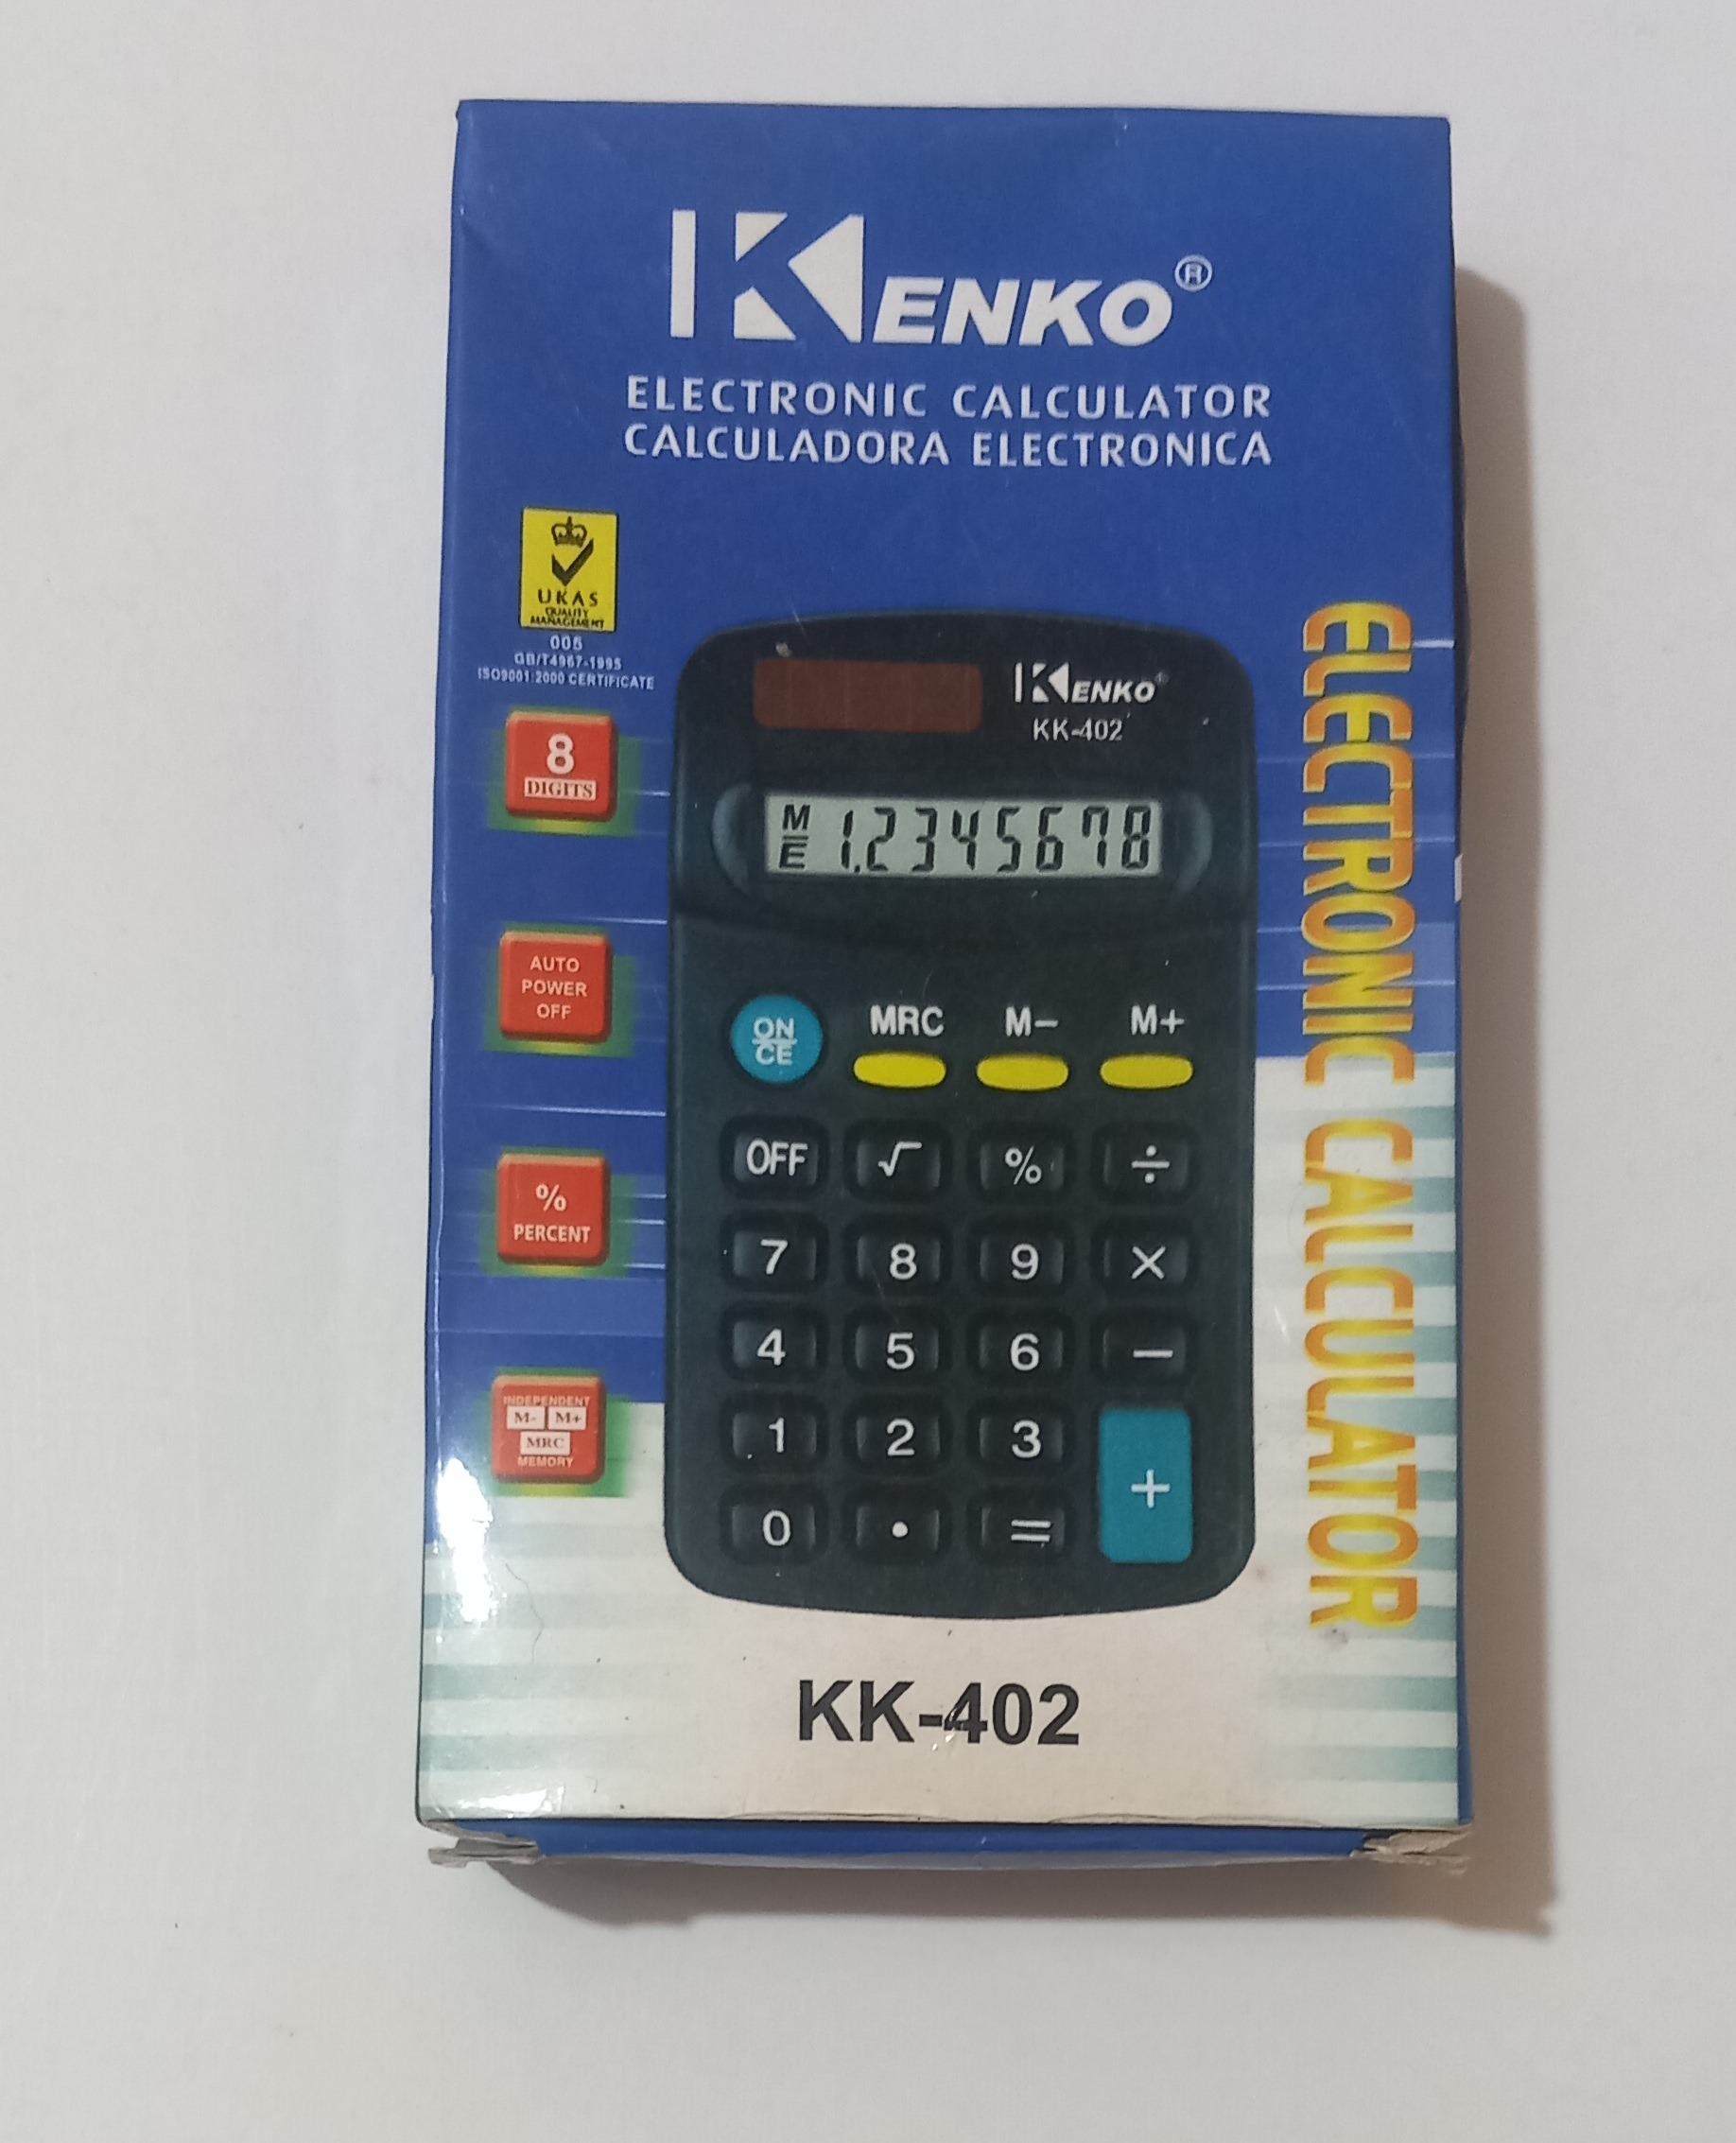 KENKO®
ELECTRONIC CALCULATOR
CALCULADORA ELECTRONICA
UKAS
QUALITY
MANAGEMENT
005
GB/T4967-1995
ISO9001:2000 CERTIFICATE
8
DIGITS
AUTO
POWER
OFF
%
PERCENT
INDEPENDENT
M- M+
MRC
MEMORY
KENKO®
KK-402
M
E
1.2345678
ON
CE
MRC M− M+
OFF √ % ÷
7 8 9 ×
4 5 6 −
1 2 3
+
0 • =
ELECTRONIC CALCULATOR
KK-402